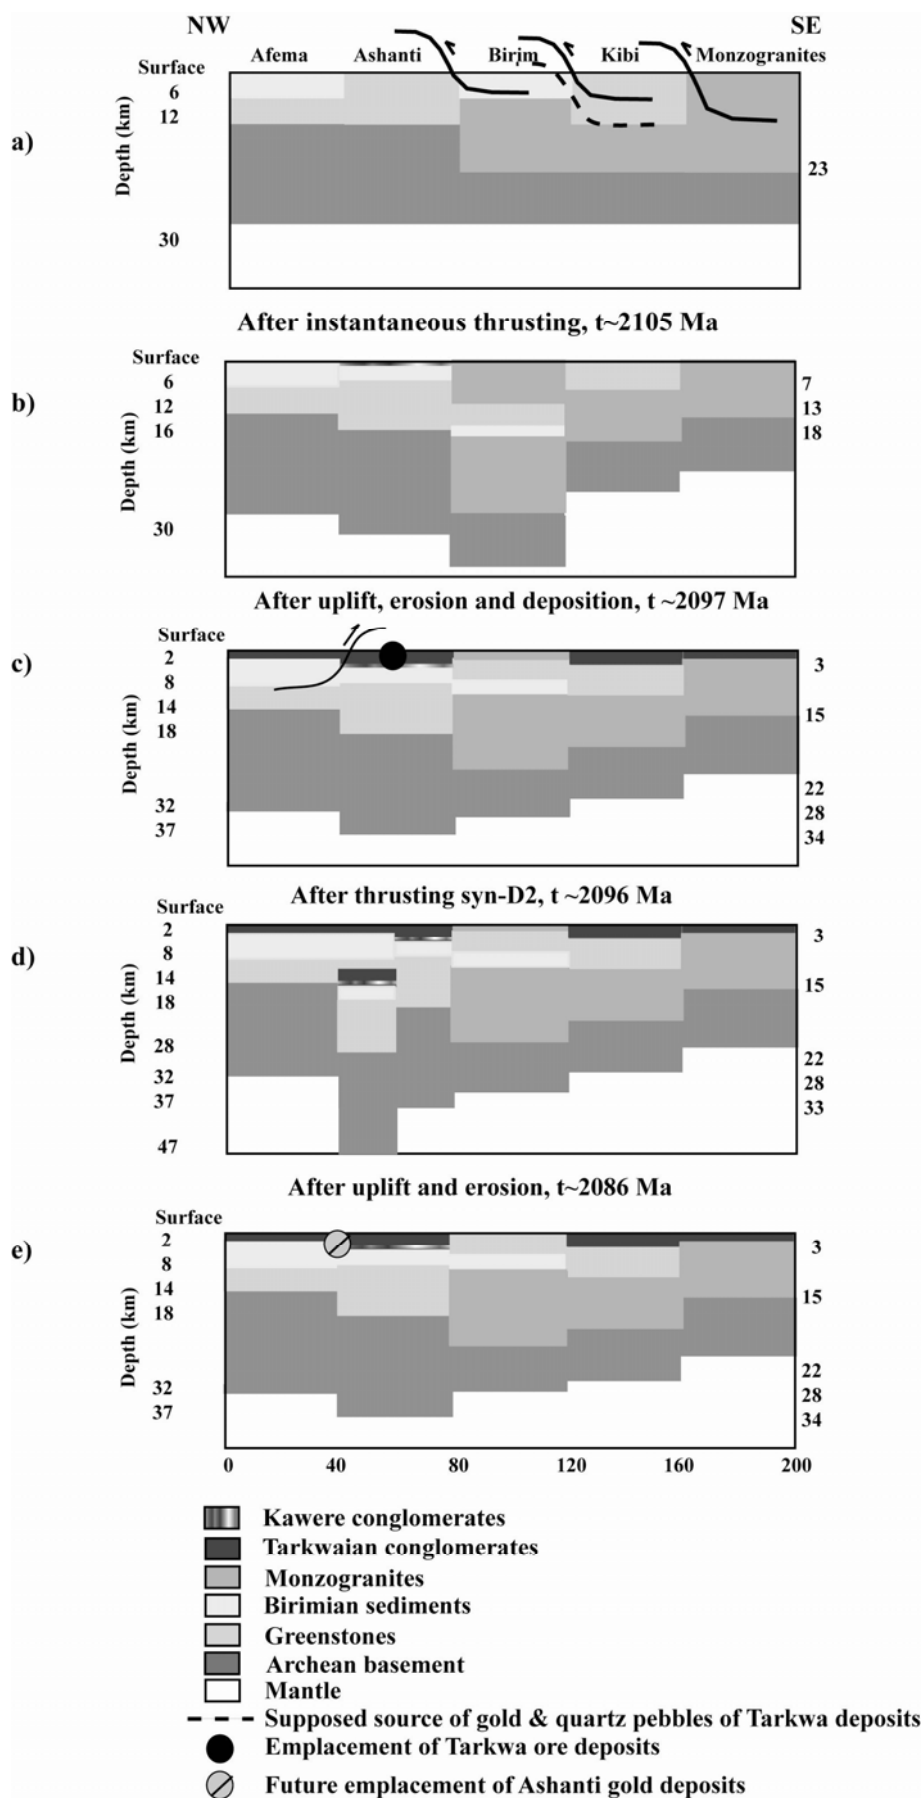 NW
SE
Afema
Ashanti
Birim
Kibi
Monzogranites
Surface
6
12
a)
Depth (km)
23
30
After instantaneous thrusting, t~2105 Ma
Surface
6
7
b)
12
13
16
18
Depth (km)
30
After uplift, erosion and deposition, t ~2097 Ma
Surface
c)
2
3
8
14
15
18
Depth (km)
32
22
37
28
34
After thrusting syn-D2, t ~2096 Ma
Surface
2
3
d)
8
14
15
18
Depth (km)
28
32
22
37
28
33
47
After uplift and erosion, t~2086 Ma
Surface
e)
2
3
8
14
15
18
Depth (km)
32
22
37
28
34
0 40 80 120 160 200
Kawere conglomerates
Tarkwaian conglomerates
Monzogranites
Birimian sediments
Greenstones
Archean basement
Mantle
Supposed source of gold & quartz pebbles of Tarkwa deposits
Emplacement of Tarkwa ore deposits
Future emplacement of Ashanti gold deposits